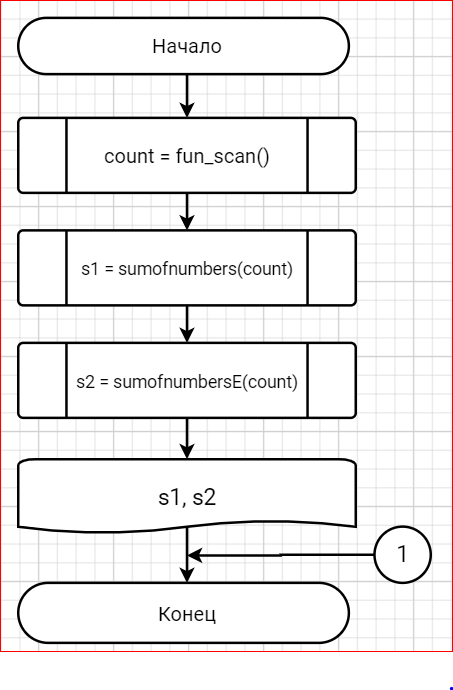 Начало
count = fun_scan()
s1 = sumofnumbers(count)
s2 = sumofnumbersE(count)
s1, s2
1
Конец